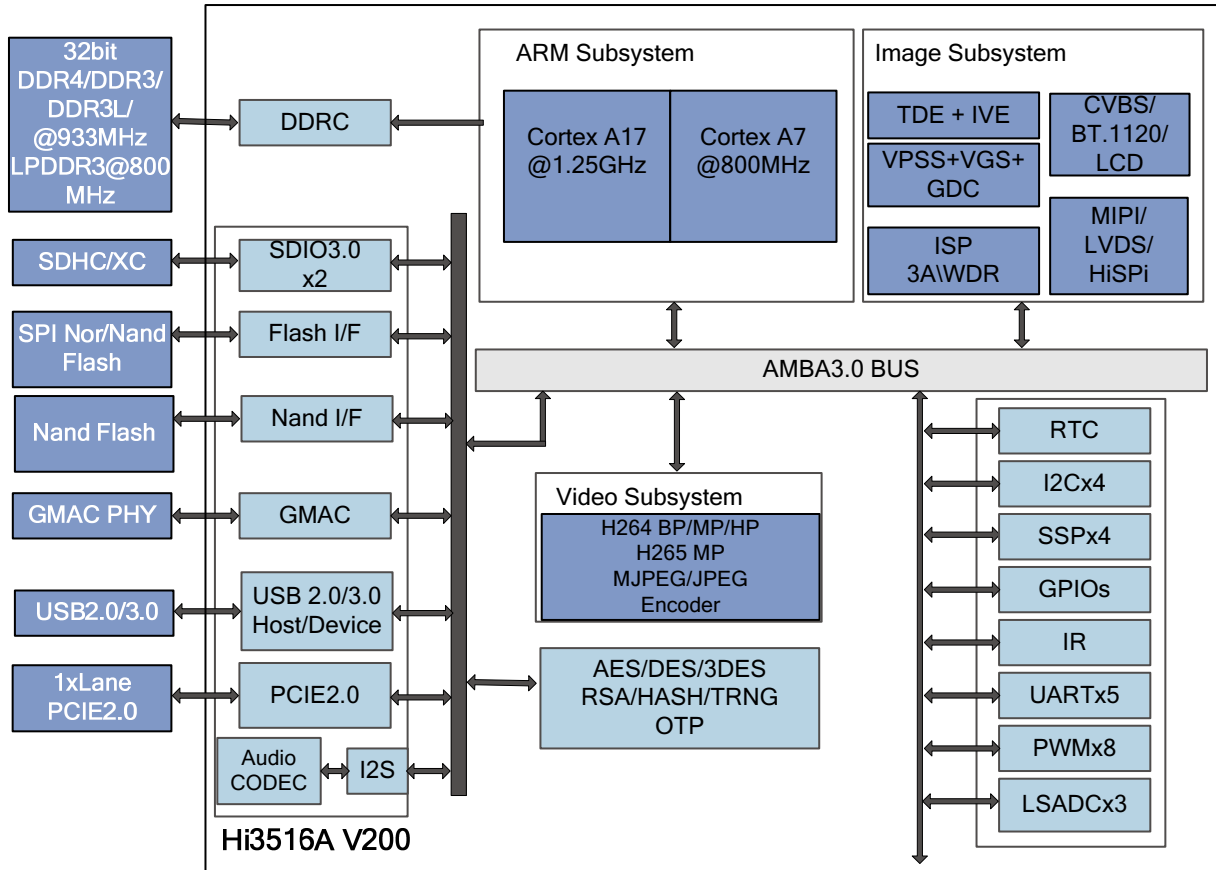 32bit
DDR4/DDR3/
DDR3L/
@933MHz
LPDDR3@800
MHz
SDHC/XC
SPI Nor/Nand
Flash
Nand Flash
GMAC PHY
USB2.0/3.0
1xLane
PCIE2.0
DDRC
SDIO3.0
x2
Flash I/F
Nand I/F
GMAC
USB 2.0/3.0
Host/Device
PCIE2.0
Audio
CODEC
I2S
Hi3516A V200
ARM Subsystem
Cortex A17
@1.25GHz
Cortex A7
@800MHz
Image Subsystem
TDE + IVE
VPSS+VGS+
GDC
ISP
3A\WDR
CVBS/
BT.1120/
LCD
MIPI/
LVDS/
HiSPi
AMBA3.0 BUS
Video Subsystem
H264 BP/MP/HP
H265 MP
MJPEG/JPEG
Encoder
AES/DES/3DES
RSA/HASH/TRNG
OTP
RTC
I2Cx4
SSPx4
GPIOs
IR
UARTx5
PWMx8
LSADCx3